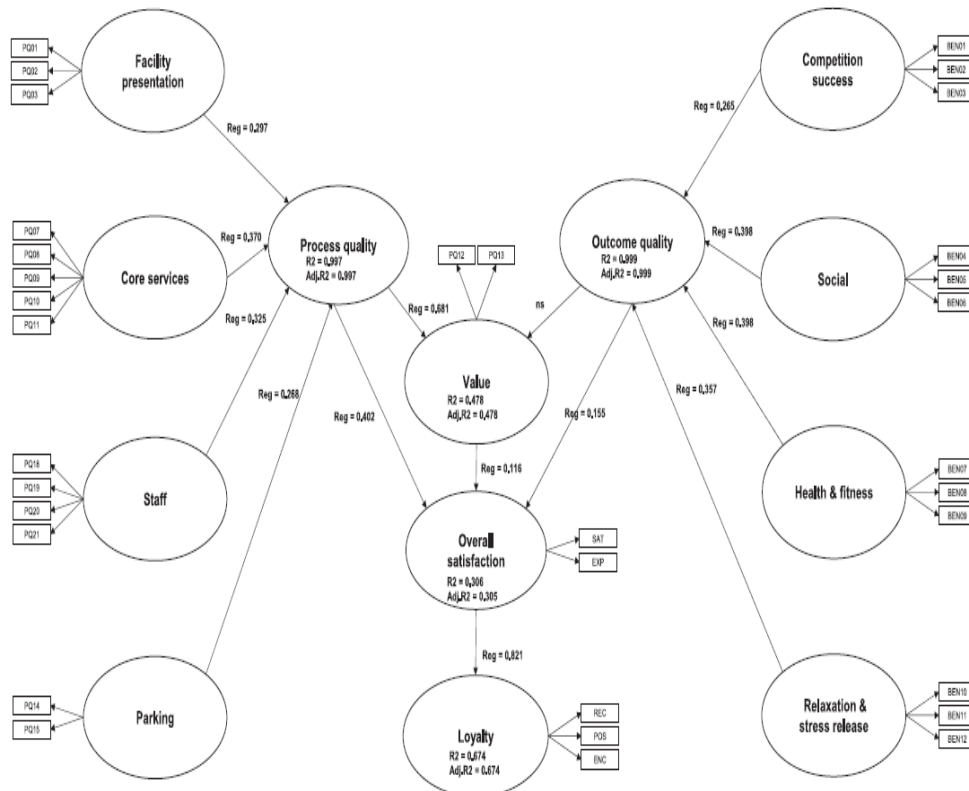 PQ01
PQ02
PQ03
Facility
presentation
Competition
success
BEN01
BEN02
BEN03
Reg = 0.297
Reg = 0.265
PQ07
PQ08
PQ09
PQ10
PQ11
Core services
Reg = 0.370
Process quality
R2 = 0.997
Adj.R2 = 0.997
PQ12
PQ13
Outcome quality
R2 = 0.999
Adj.R2 = 0.999
Reg = 0.398
Social
BEN04
BEN05
BEN06
Reg = 0.325
Reg = 0.681
ns
Reg = 0.398
Value
R2 = 0.478
Adj.R2 = 0.478
Reg = 0.268
Reg = 0.402
Reg = 0.155
Reg = 0.357
Reg = 0.116
PQ18
PQ19
PQ20
PQ21
Staff
Health & fitness
BEN07
BEN08
BEN09
Overall
satisfaction
R2 = 0.306
Adj.R2 = 0.305
SAT
EXP
Reg = 0.821
PQ14
PQ15
Parking
Loyalty
R2 = 0.674
Adj.R2 = 0.674
REC
POS
ENC
Relaxation &
stress release
BEN10
BEN11
BEN12